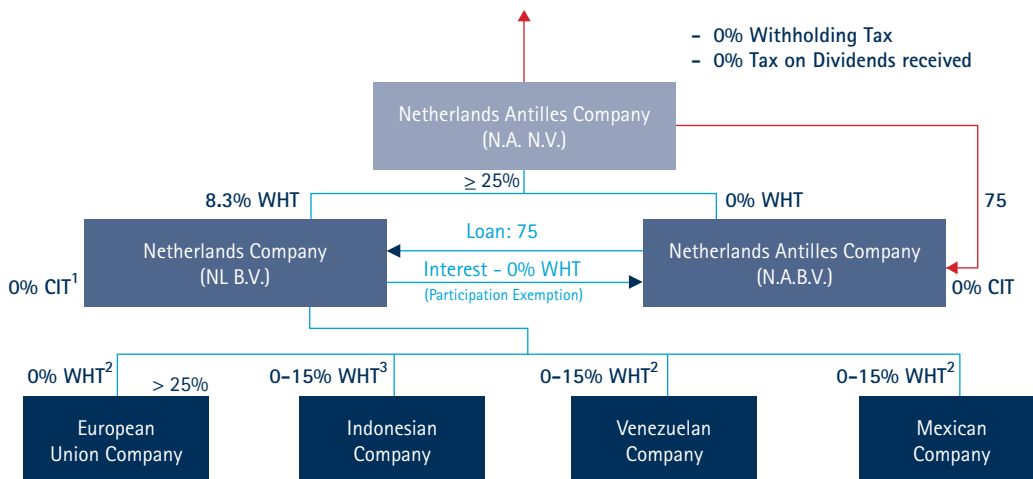 - 0% Withholding Tax
- 0% Tax on Dividends received
Netherlands Antilles Company
(N.A. N.V.)
≥ 25%
8.3% WHT
0% WHT
75
Loan: 75
Netherlands Company
(NL B.V.)
Netherlands Antilles Company
(N.A.B.V.)
Interest - 0% WHT
(Participation Exemption)
0% CIT¹
0% CIT
0% WHT²
> 25%
0-15% WHT³
0-15% WHT²
0-15% WHT²
European
Union Company
Indonesian
Company
Venezuelan
Company
Mexican
Company